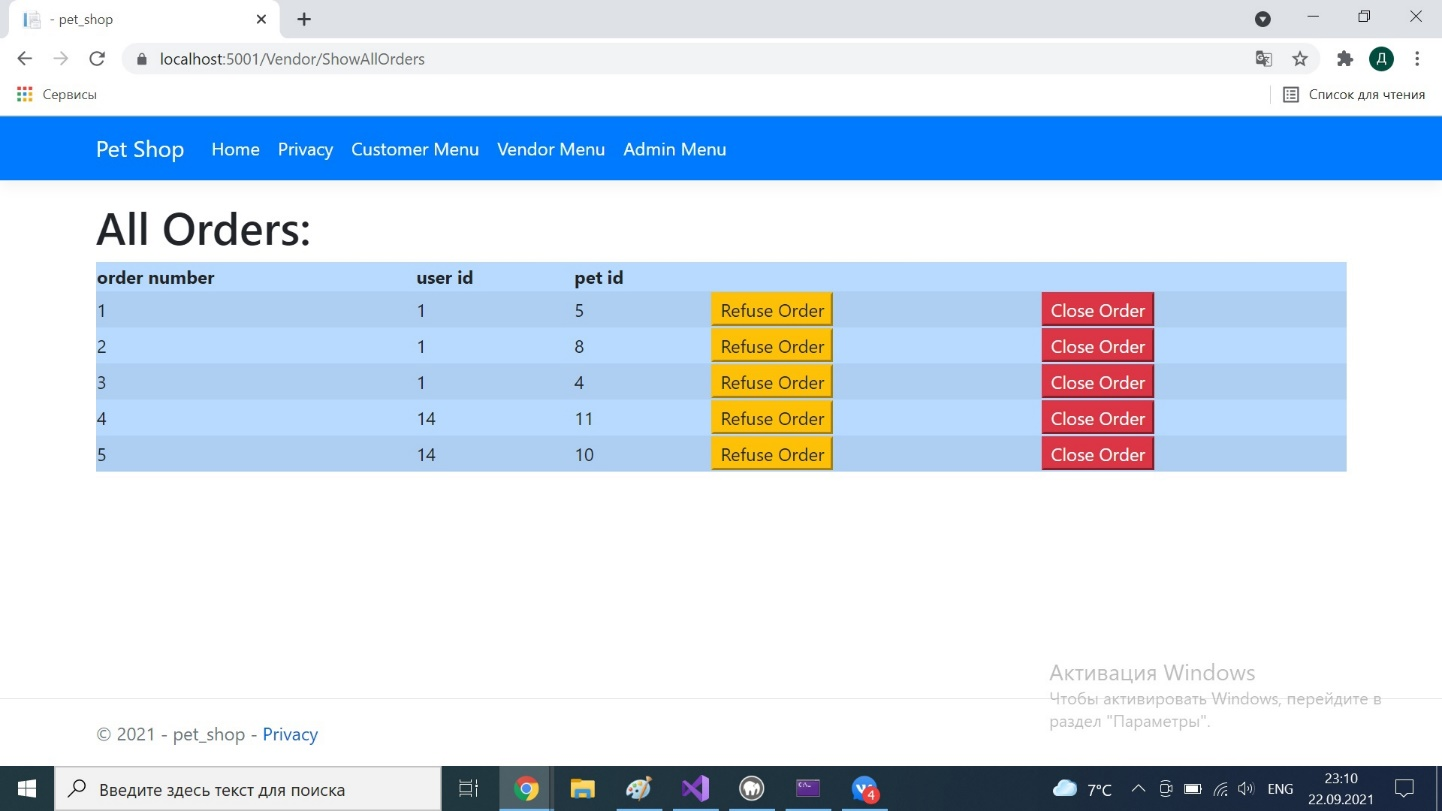 - pet_shop
localhost:5001/Vendor/ShowAllOrders
Д
Сервисы
Список для чтения
Pet Shop Home Privacy Customer Menu Vendor Menu Admin Menu
All Orders:
order number user id pet id
1 1 5 Refuse Order Close Order
2 1 8 Refuse Order Close Order
3 1 4 Refuse Order Close Order
4 14 11 Refuse Order Close Order
5 14 10 Refuse Order Close Order
Активация Windows
Чтобы активировать Windows, перейдите в
раздел "Параметры".
© 2021 - pet_shop - Privacy
Введите здесь текст для поиска
4
7°C
ENG
23:10
22.09.2021